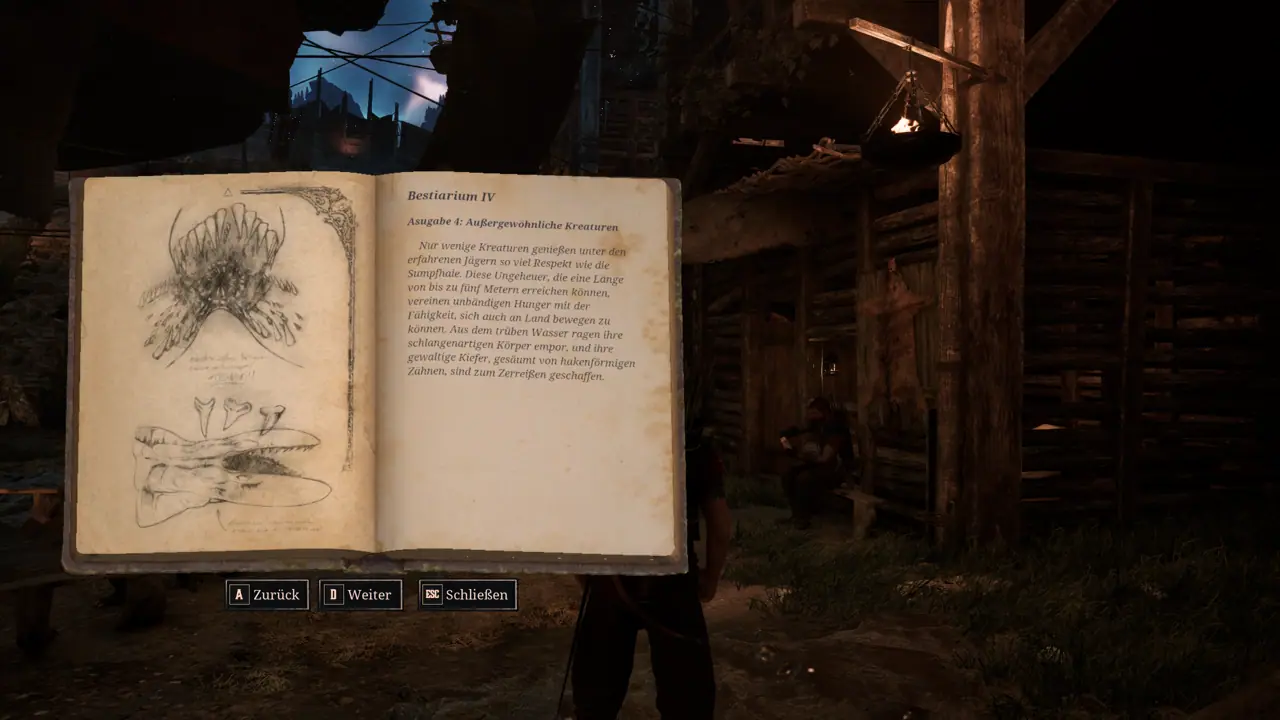 Bestiarium IV
Asugabe 4: Außergewöhnliche Kreaturen
Nur wenige Kreaturen genießen unter den
erfahrenen Jägern so viel Respekt wie die
Sumpfhaie. Diese Ungeheuer, die eine Länge
von bis zu fünf Metern erreichen können,
vereinen unbändigen Hunger mit der
Fähigkeit, sich auch an Land bewegen zu
können. Aus dem trüben Wasser ragen ihre
schlangenartigen Körper empor, und ihre
gewaltige Kiefer, gesäumt von hakenförmigen
Zähnen, sind zum Zerreißen geschaffen.
A Zurück
D Weiter
ESC Schließen